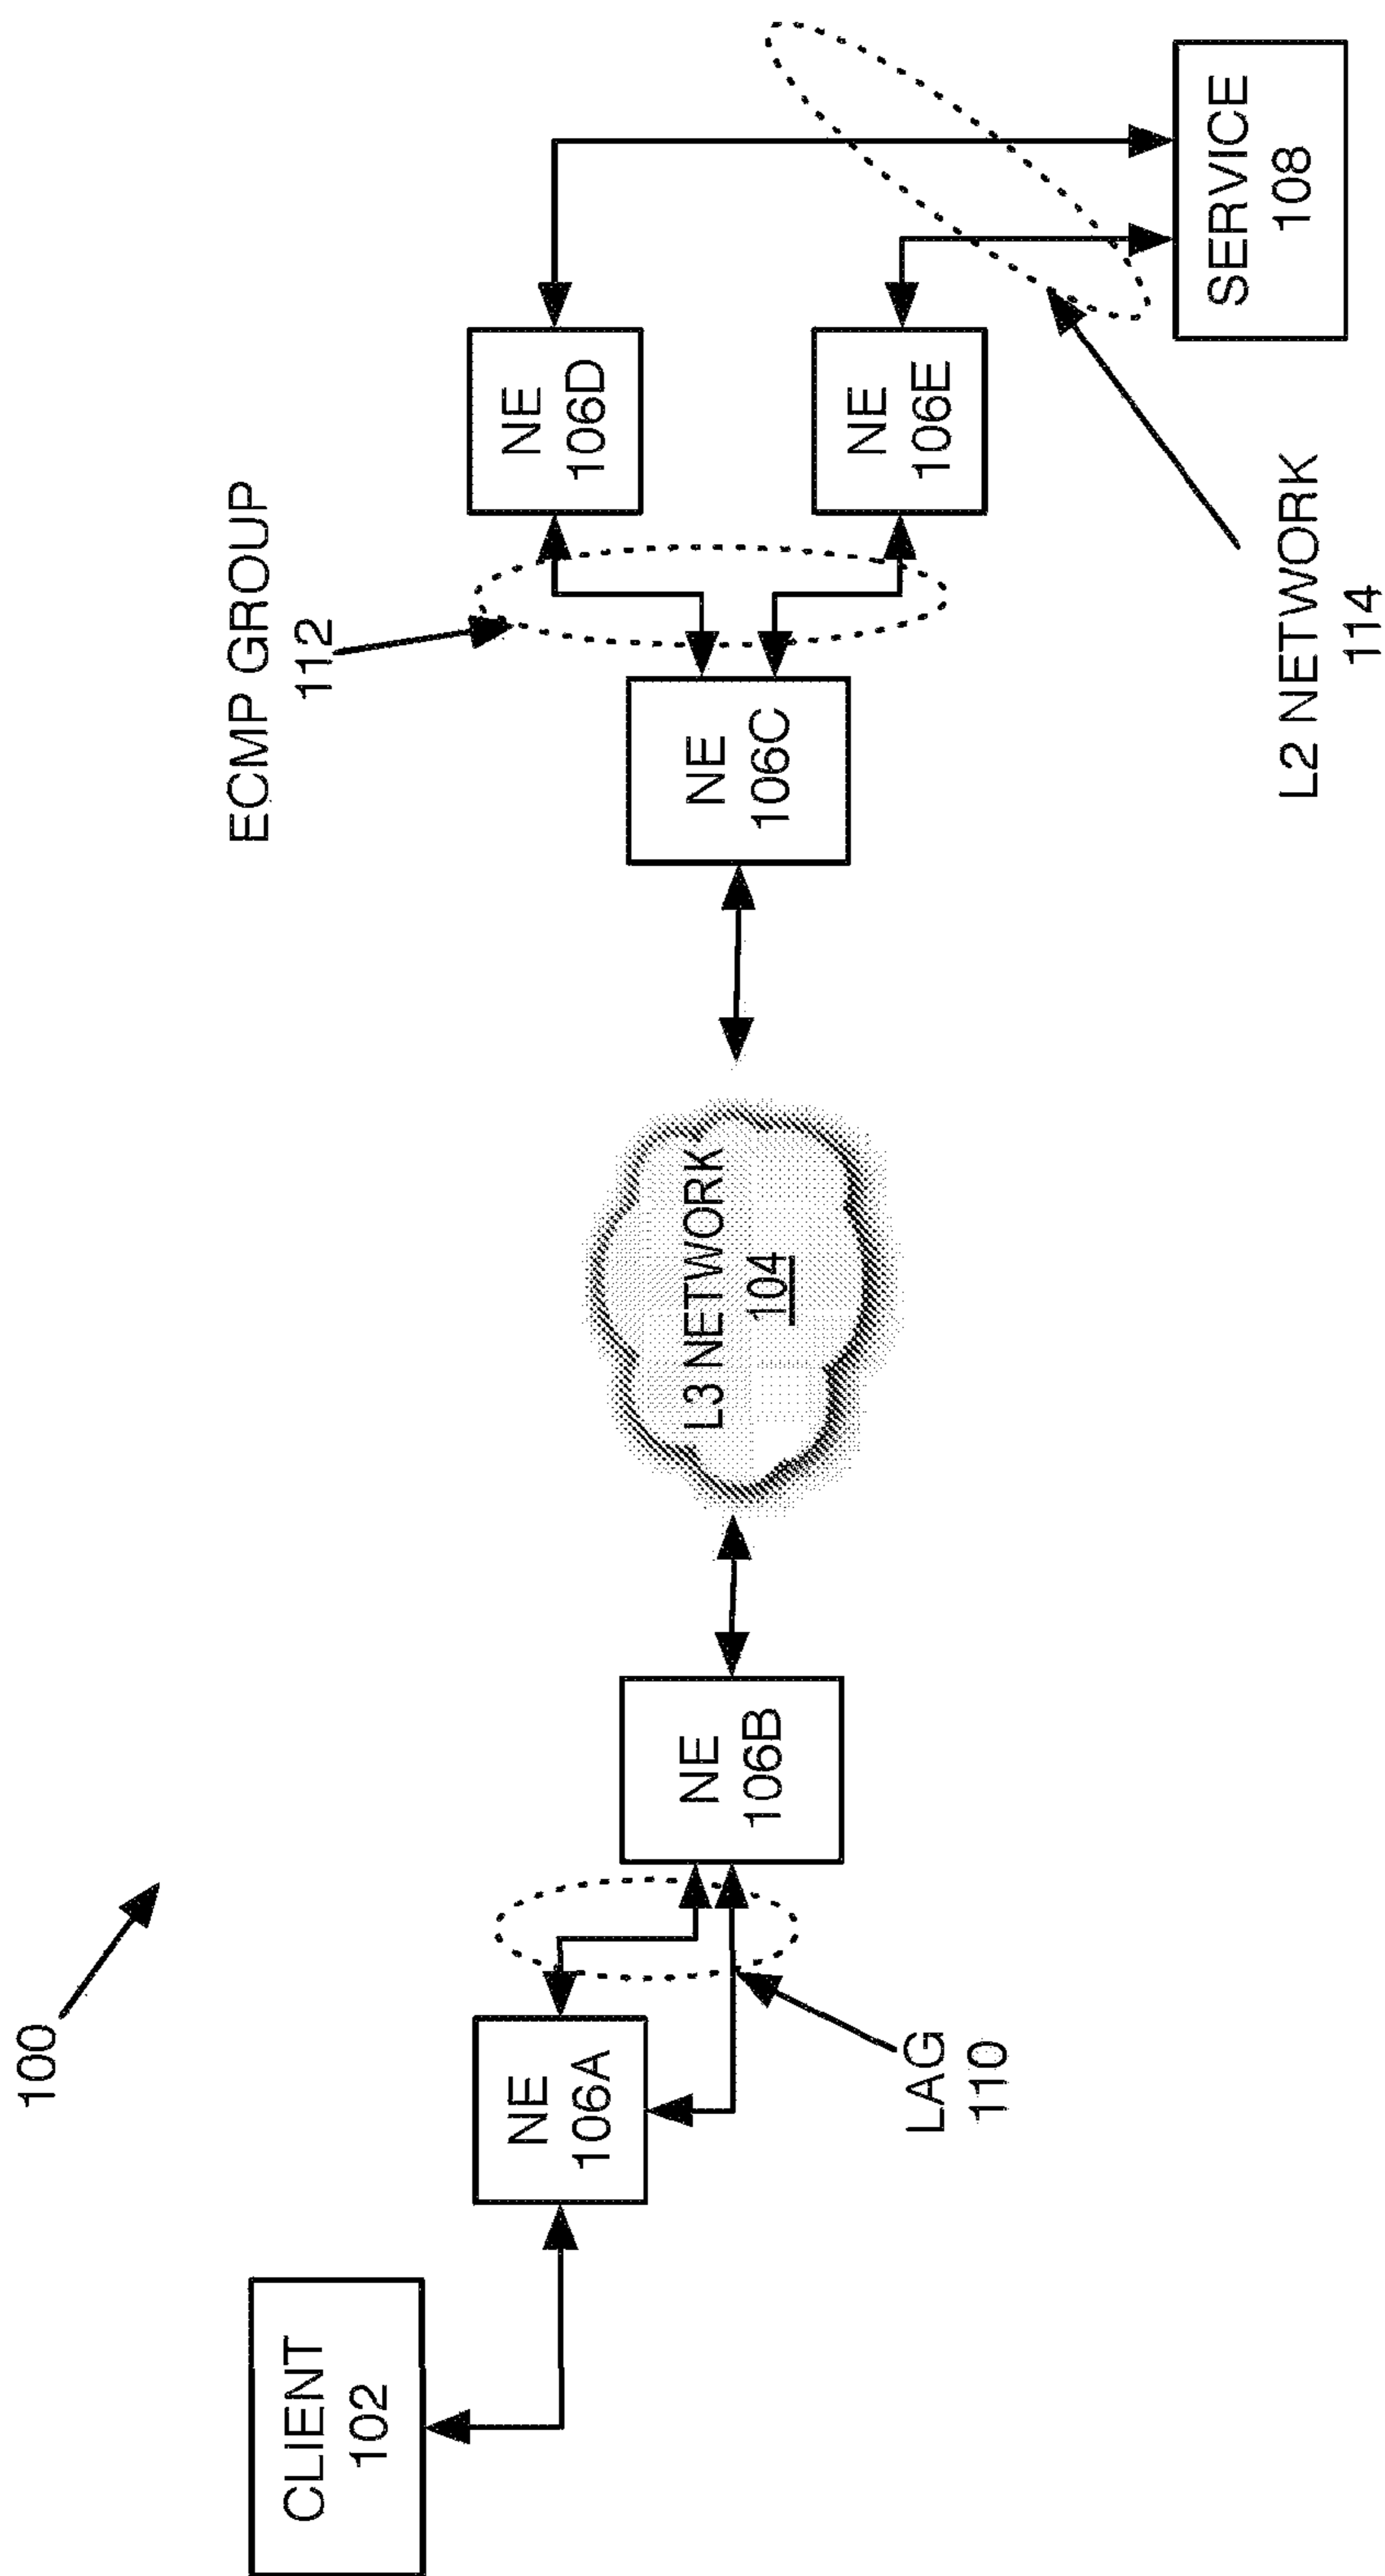 100
CLIENT
102
NE
106A
LAG
110
NE
106B
L3 NETWORK
104
NE
106C
ECMP GROUP
112
NE
106D
NE
106E
L2 NETWORK
114
SERVICE
108